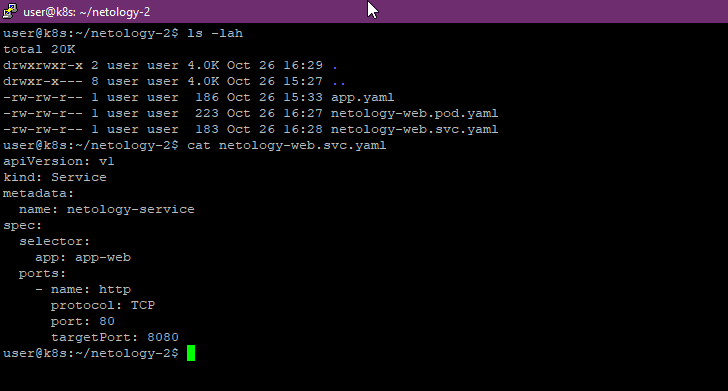 user@k8s: ~/netology-2
user@k8s:~/netology-2$ ls -lah
total 20K
drwxrwxr-x 2 user user 4.0K Oct 26 16:29 .
drwxr-x--- 8 user user 4.0K Oct 26 15:27 ..
-rw-rw-r-- 1 user user  186 Oct 26 15:33 app.yaml
-rw-rw-r-- 1 user user  223 Oct 26 16:27 netology-web.pod.yaml
-rw-rw-r-- 1 user user  183 Oct 26 16:28 netology-web.svc.yaml
user@k8s:~/netology-2$ cat netology-web.svc.yaml
apiVersion: v1
kind: Service
metadata:
  name: netology-service
spec:
  selector:
    app: app-web
  ports:
    - name: http
      protocol: TCP
      port: 80
      targetPort: 8080
user@k8s:~/netology-2$